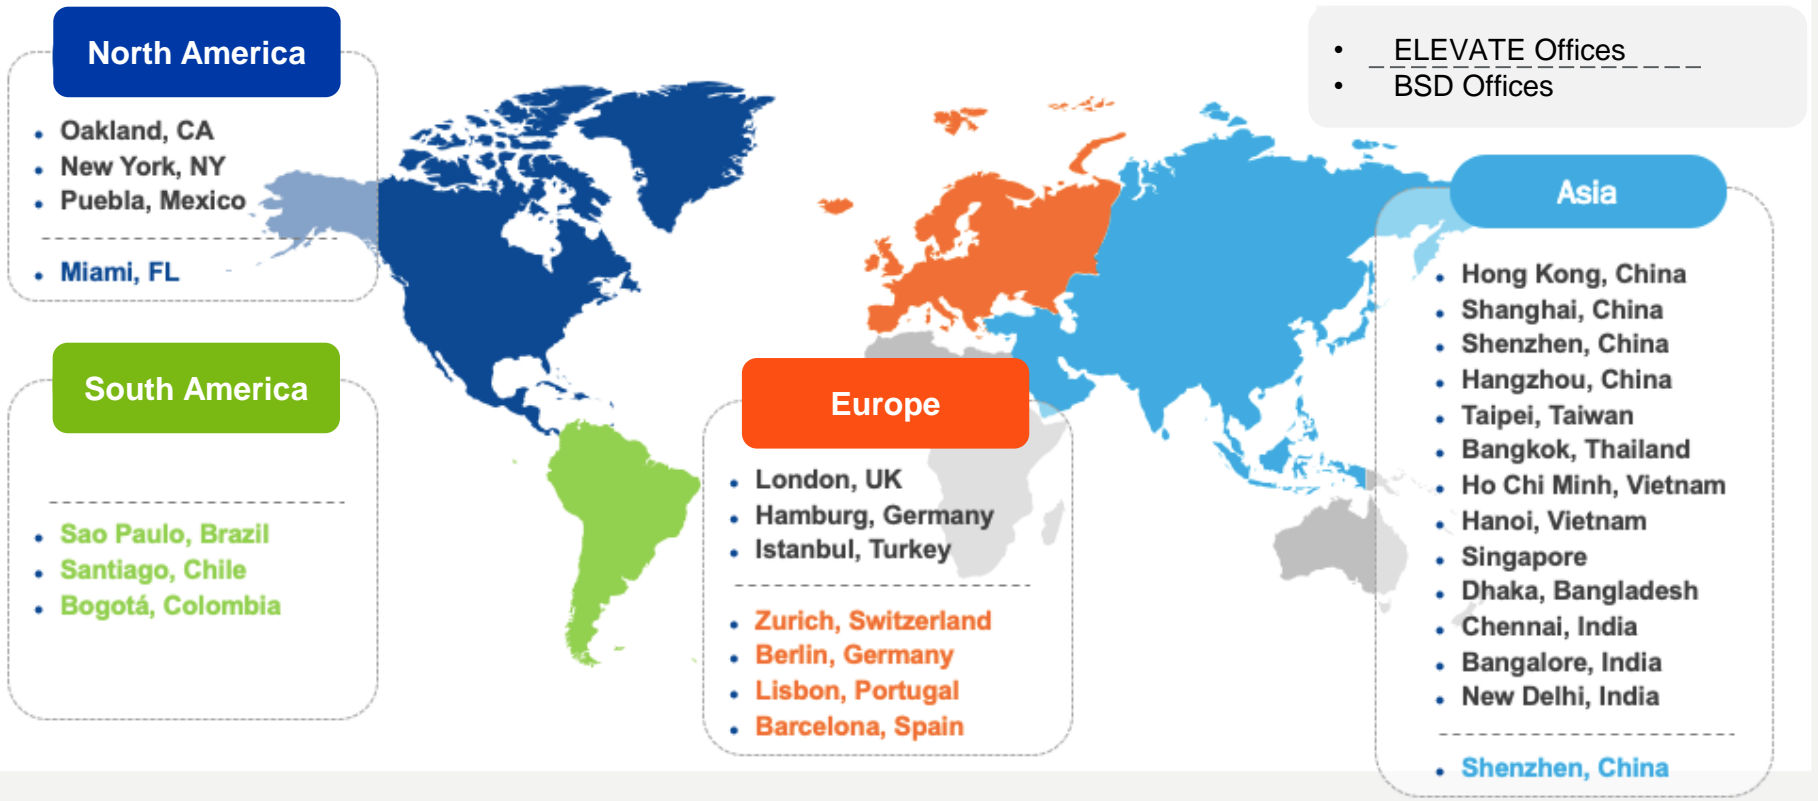 North America
• Oakland, CA
• New York, NY
• Puebla, Mexico
• Miami, FL
South America
• Sao Paulo, Brazil
• Santiago, Chile
• Bogotá, Colombia
Europe
• London, UK
• Hamburg, Germany
• Istanbul, Turkey
• Zurich, Switzerland
• Berlin, Germany
• Lisbon, Portugal
• Barcelona, Spain
• ELEVATE Offices
• BSD Offices
Asia
• Hong Kong, China
• Shanghai, China
• Shenzhen, China
• Hangzhou, China
• Taipei, Taiwan
• Bangkok, Thailand
• Ho Chi Minh, Vietnam
• Hanoi, Vietnam
• Singapore
• Dhaka, Bangladesh
• Chennai, India
• Bangalore, India
• New Delhi, India
• Shenzhen, China